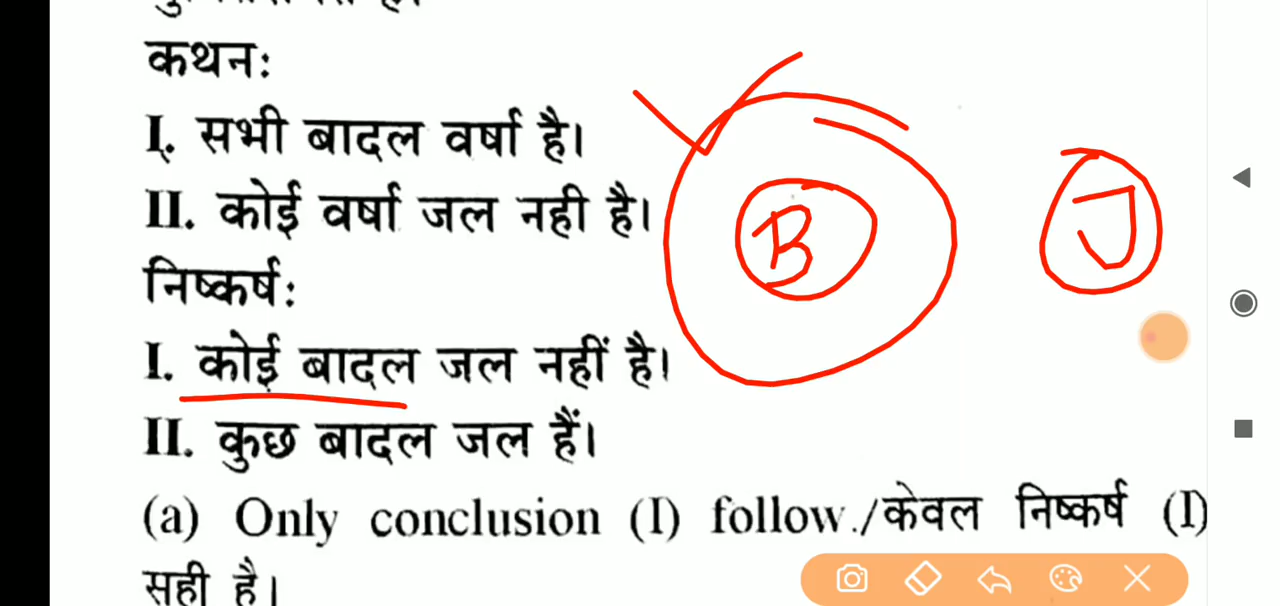 कथनः
I. सभी बादल वर्षा है।
II. कोई वर्षा जल नही है।
निष्कर्षः
I. कोई बादल जल नहीं है।
II. कुछ बादल जल हैं।
(a) Only conclusion (I) follow./केवल निष्कर्ष (I)
सही है।
B
J